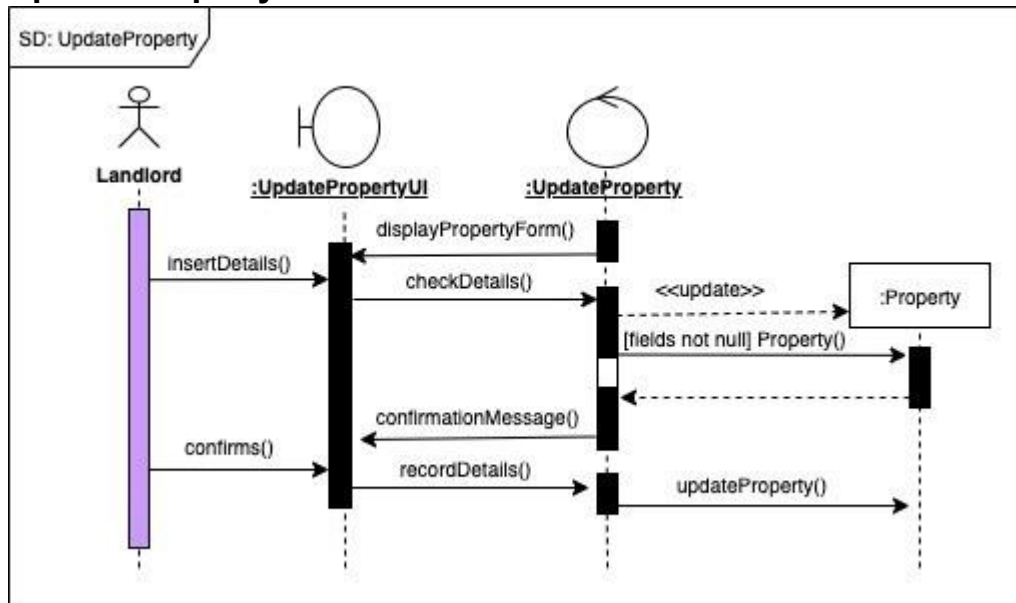 SD: UpdateProperty
Landlord
:UpdatePropertyUI
:UpdateProperty
displayPropertyForm()
insertDetails()
checkDetails()
<<update>>
:Property
[fields not null] Property()
confirmationMessage()
confirms()
recordDetails()
updateProperty()